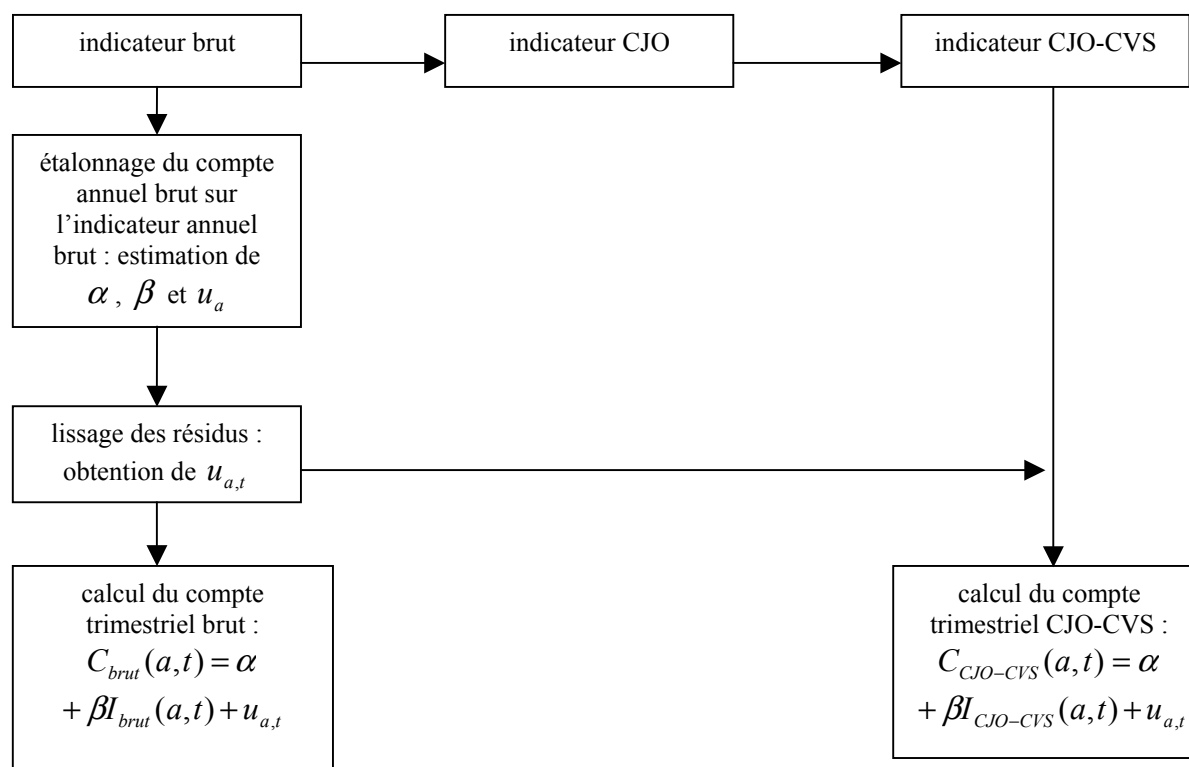 indicateur brut
indicateur CJO
indicateur CJO-CVS
étalonnage du compte
annuel brut sur
l’indicateur annuel
brut : estimation de
α , β et u_a
lissage des résidus :
obtention de u_{a,t}
calcul du compte
trimestriel brut :
C_{brut}(a,t) = α
+ βI_{brut}(a,t) + u_{a,t}
calcul du compte
trimestriel CJO-CVS :
C_{CJO–CVS}(a,t) = α
+ βI_{CJO–CVS}(a,t) + u_{a,t}